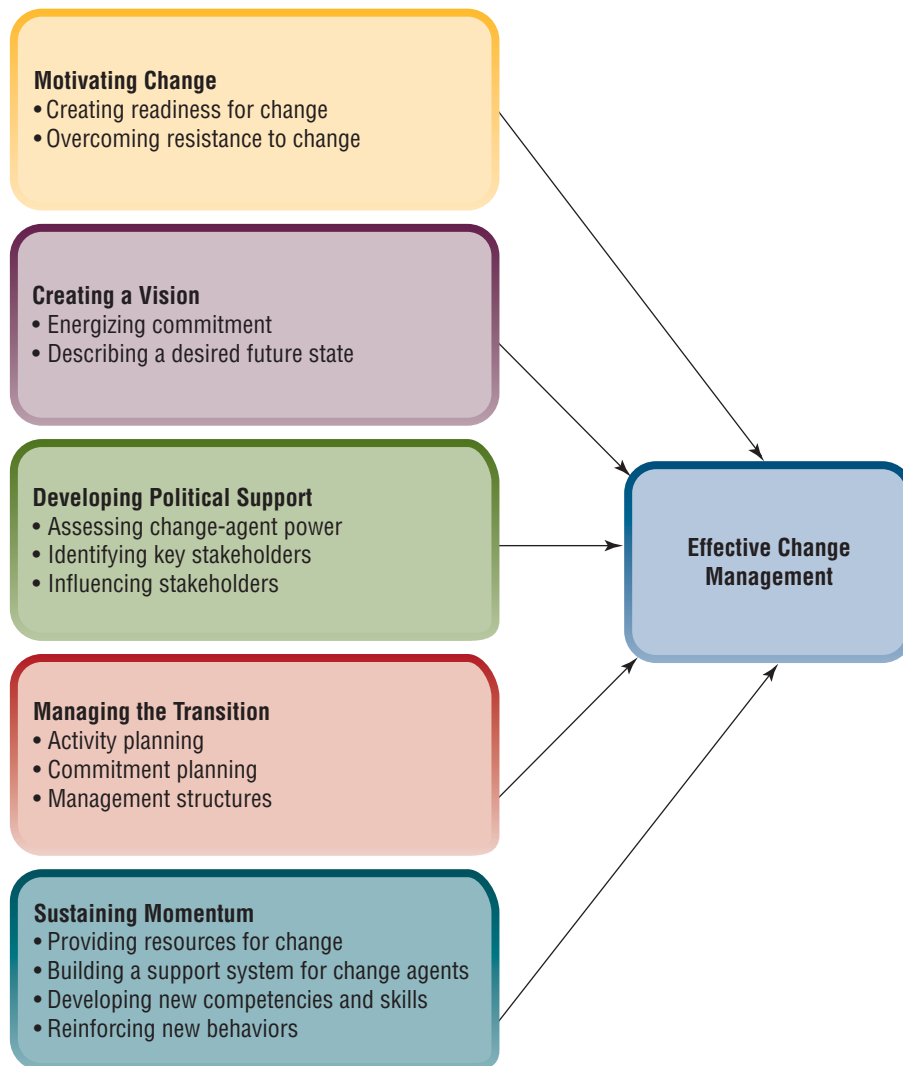 Motivating Change
• Creating readiness for change
• Overcoming resistance to change
Creating a Vision
• Energizing commitment
• Describing a desired future state
Developing Political Support
• Assessing change-agent power
• Identifying key stakeholders
• Influencing stakeholders
Effective Change
Management
Managing the Transition
• Activity planning
• Commitment planning
• Management structures
Sustaining Momentum
• Providing resources for change
• Building a support system for change agents
• Developing new competencies and skills
• Reinforcing new behaviors